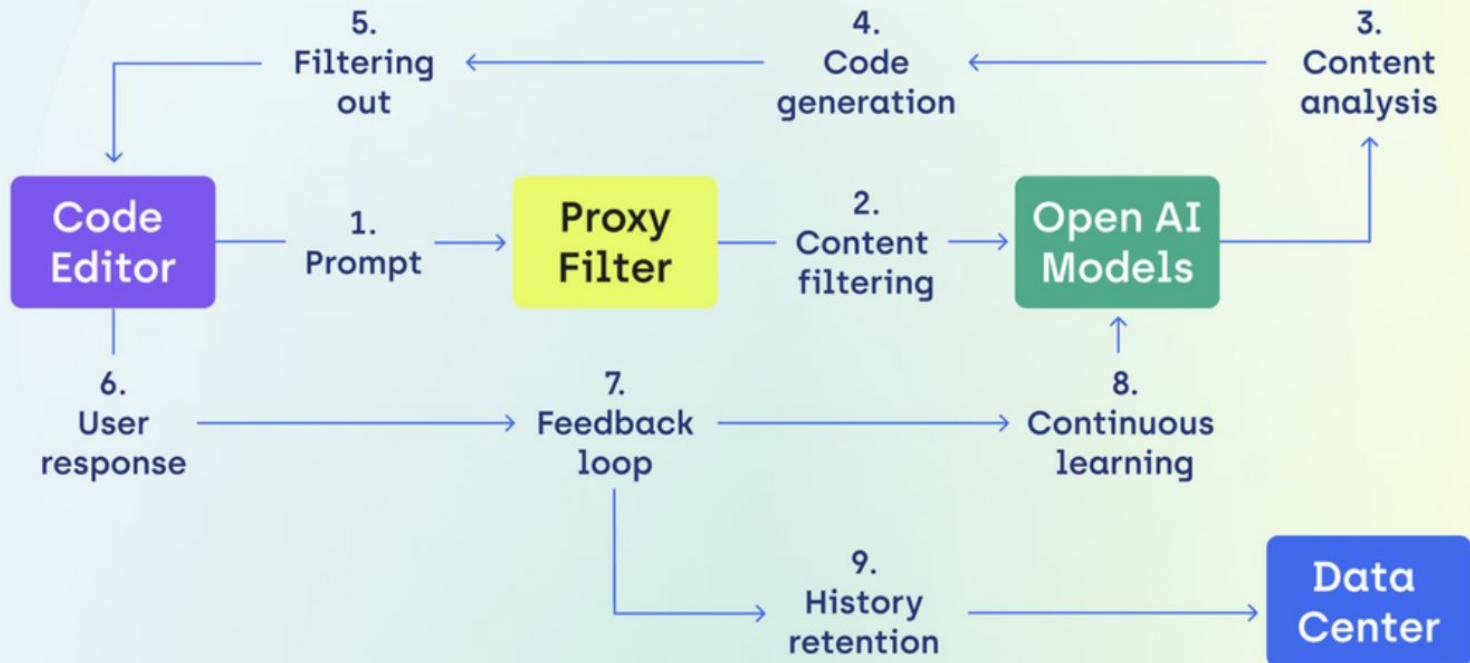 5.
Filtering
out
4.
Code
generation
3.
Content
analysis
Code
Editor
1.
Prompt
Proxy
Filter
2.
Content
filtering
Open AI
Models
6.
User
response
7.
Feedback
loop
8.
Continuous
learning
9.
History
retention
Data
Center